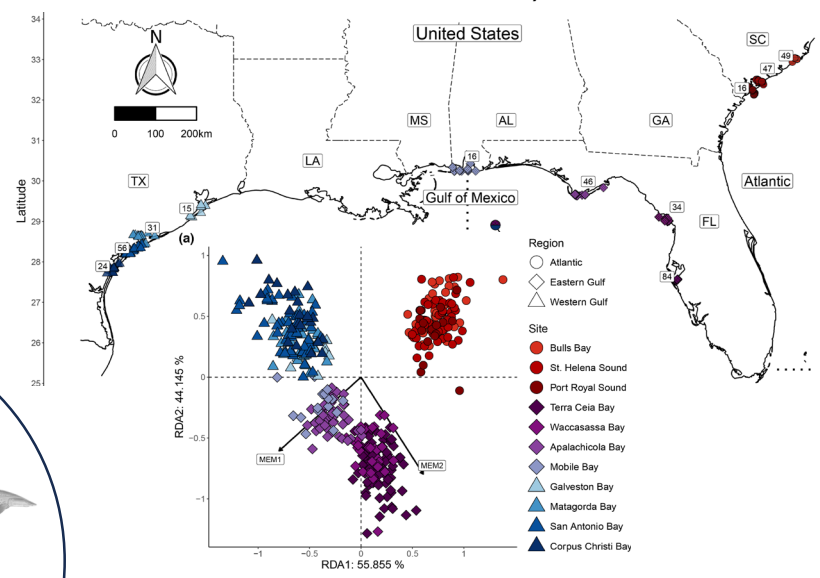 34
33
32
31
30
29
28
27
26
25
Latitude
N
0 100 200km
United States
SC
49
47
16
MS
AL
GA
LA
TX
16
Gulf of Mexico
Atlantic
46
34
FL
84
15
31
56
24
(a)
1
0.5
0
−0.5
−1
RDA2: 44.145 %
MEM1
MEM2
−1 −0.5 0 0.5 1
RDA1: 55.855 %
Region
Atlantic
Eastern Gulf
Western Gulf
Site
Bulls Bay
St. Helena Sound
Port Royal Sound
Terra Ceia Bay
Waccasassa Bay
Apalachicola Bay
Mobile Bay
Galveston Bay
Matagorda Bay
San Antonio Bay
Corpus Christi Bay